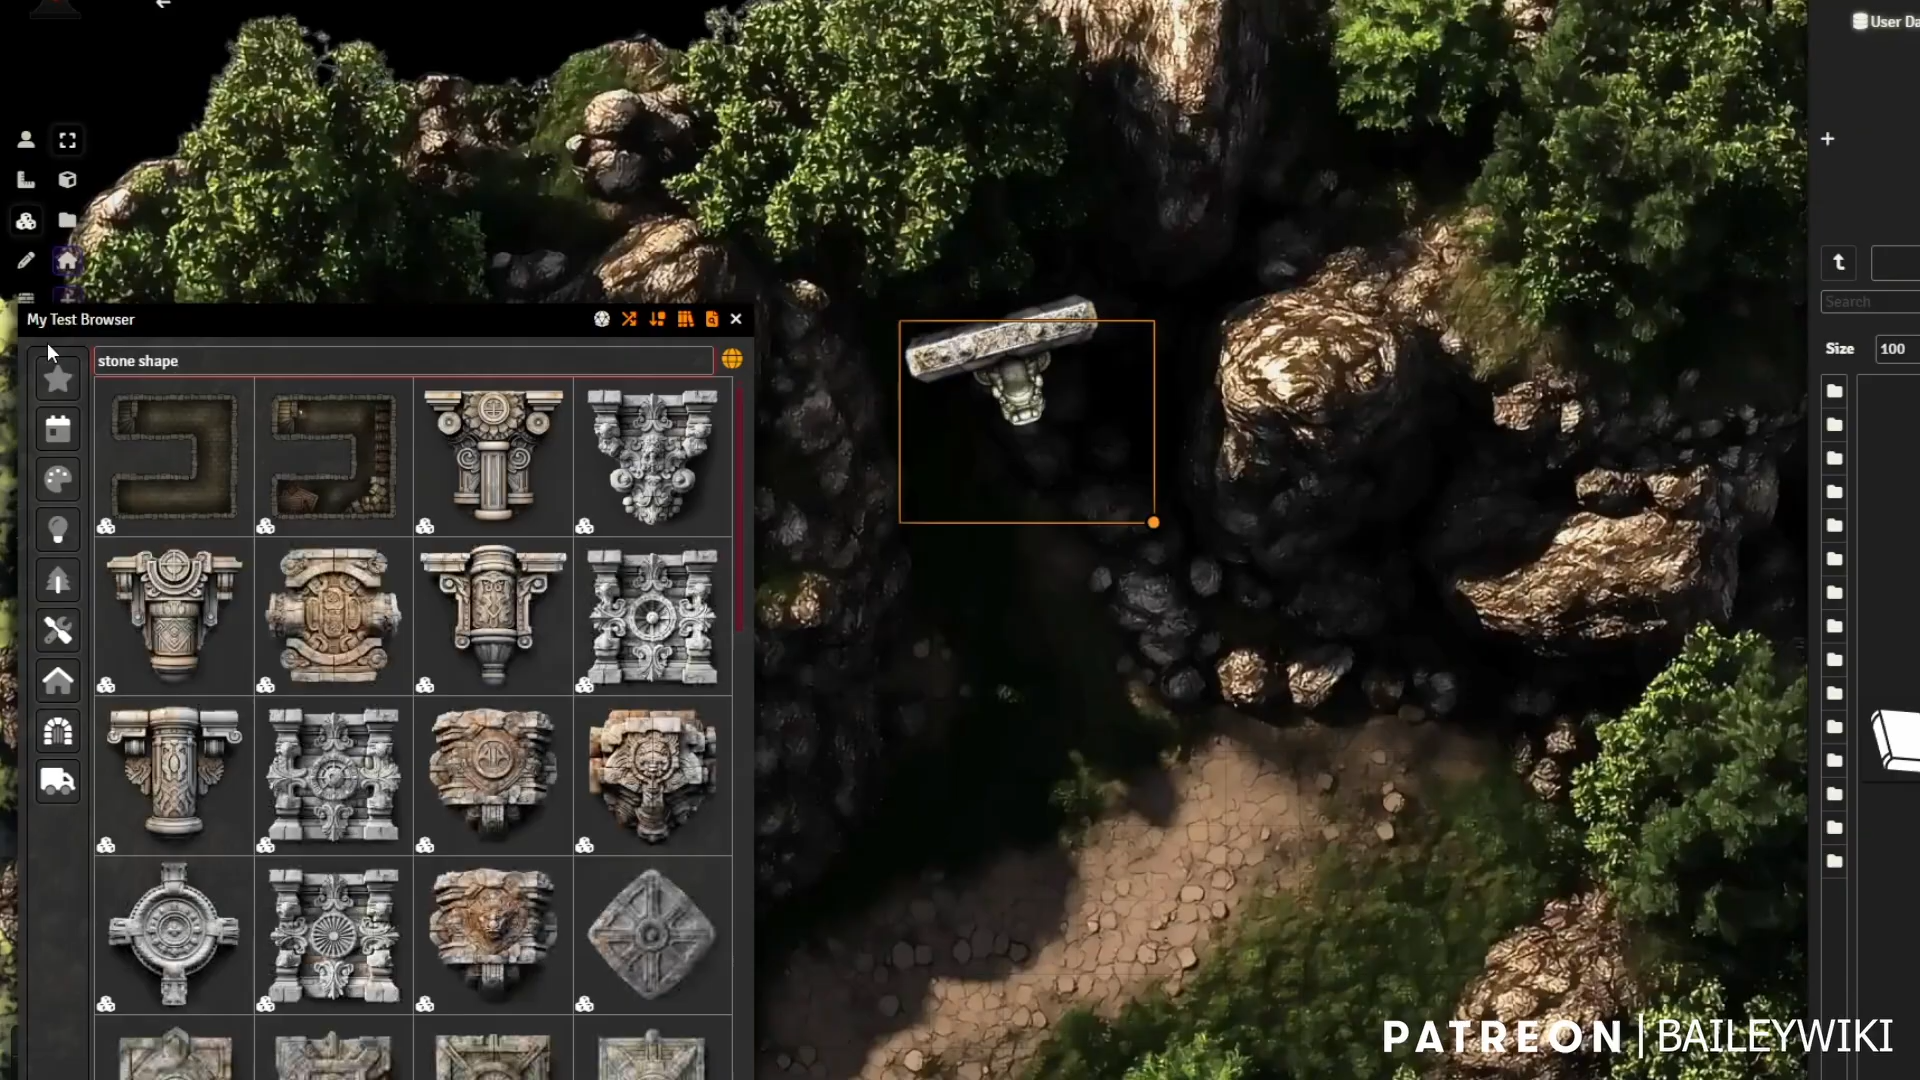 User Da
My Test Browser
stone shape
Search
Size 100
PATREON | BAILEYWIKI